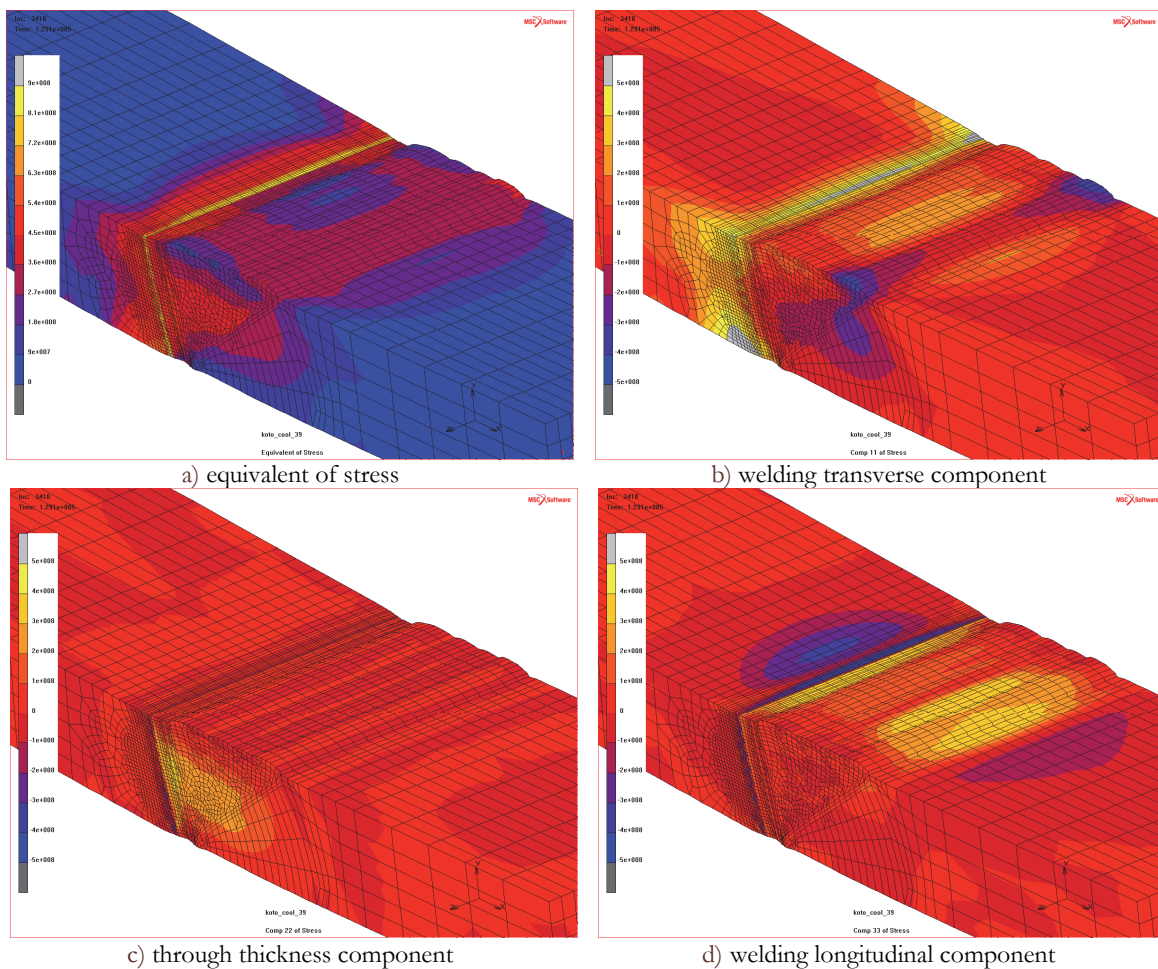 Inc: 3418
Time: 1.291e+005
MSC Software
9e+008
8.1e+008
7.2e+008
6.3e+008
5.4e+008
4.5e+008
3.6e+008
2.7e+008
1.8e+008
9e+007
0
Y
Z
X
koto_cool_39
Equivalent of Stress
a) equivalent of stress
Inc: 3418
Time: 1.291e+005
MSC Software
5e+008
4e+008
3e+008
2e+008
1e+008
0
-1e+008
-2e+008
-3e+008
-4e+008
-5e+008
Y
Z
X
koto_cool_39
Comp 11 of Stress
b) welding transverse component
Inc: 3418
Time: 1.291e+005
MSC Software
5e+008
4e+008
3e+008
2e+008
1e+008
0
-1e+008
-2e+008
-3e+008
-4e+008
-5e+008
Y
Z
X
koto_cool_39
Comp 22 of Stress
c) through thickness component
Inc: 3418
Time: 1.291e+005
MSC Software
5e+008
4e+008
3e+008
2e+008
1e+008
0
-1e+008
-2e+008
-3e+008
-4e+008
-5e+008
Y
Z
X
koto_cool_39
Comp 33 of Stress
d) welding longitudinal component